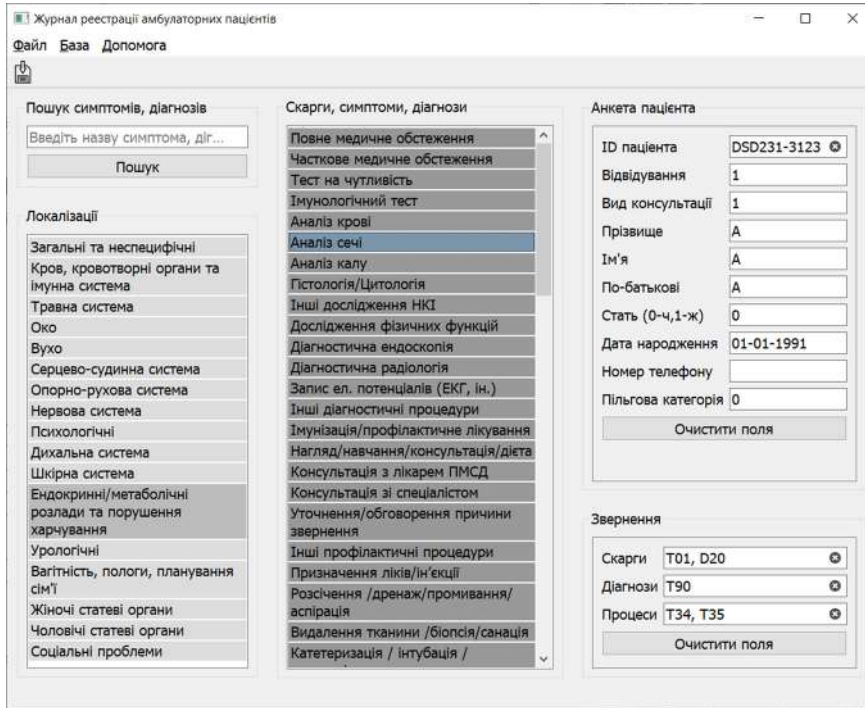 Журнал реєстрації амбулаторних пацієнтів
Файл База Допомога
Пошук симптомів, діагнозів
Введіть назву симптома, діг...
Пошук
Локалізації
Загальні та неспецифічні
Кров, кровотворні органи та
імунна система
Травна система
Око
Вухо
Серцево-судинна система
Опорно-рухова система
Нервова система
Психологічні
Дихальна система
Шкірна система
Ендокринні/метаболічні
розлади та порушення
харчування
Урологічні
Вагітність, пологи, планування
сім'ї
Жіночі статеві органи
Чоловічі статеві органи
Соціальні проблеми
Скарги, симптоми, діагнози
Повне медичне обстеження
Часткове медичне обстеження
Тест на чутливість
Імунологічний тест
Аналіз крові
Аналіз сечі
Аналіз калу
Гістологія/Цитологія
Інші дослідження НКІ
Дослідження фізичних функцій
Діагностична ендоскопія
Діагностична радіологія
Запис ел. потенціалів (ЕКГ, ін.)
Інші діагностичні процедури
Імунізація/профілактичне лікування
Нагляд/навчання/консультація/дієта
Консультація з лікарем ПМСД
Консультація зі спеціалістом
Уточнення/обговорення причини
звернення
Інші профілактичні процедури
Призначення ліків/ін'єкції
Розсічення /дренаж/промивання/
аспірація
Видалення тканини /біопсія/санація
Катетеризація / інтубація /
Анкета пацієнта
ID пацієнта DSD231-3123
Відвідування 1
Вид консультації 1
Прізвище А
Ім'я А
По-батькові А
Стать (0-ч,1-ж) 0
Дата народження 01-01-1991
Номер телефону
Пільгова категорія 0
Очистити поля
Звернення
Скарги T01, D20
Діагнози T90
Процеси T34, T35
Очистити поля